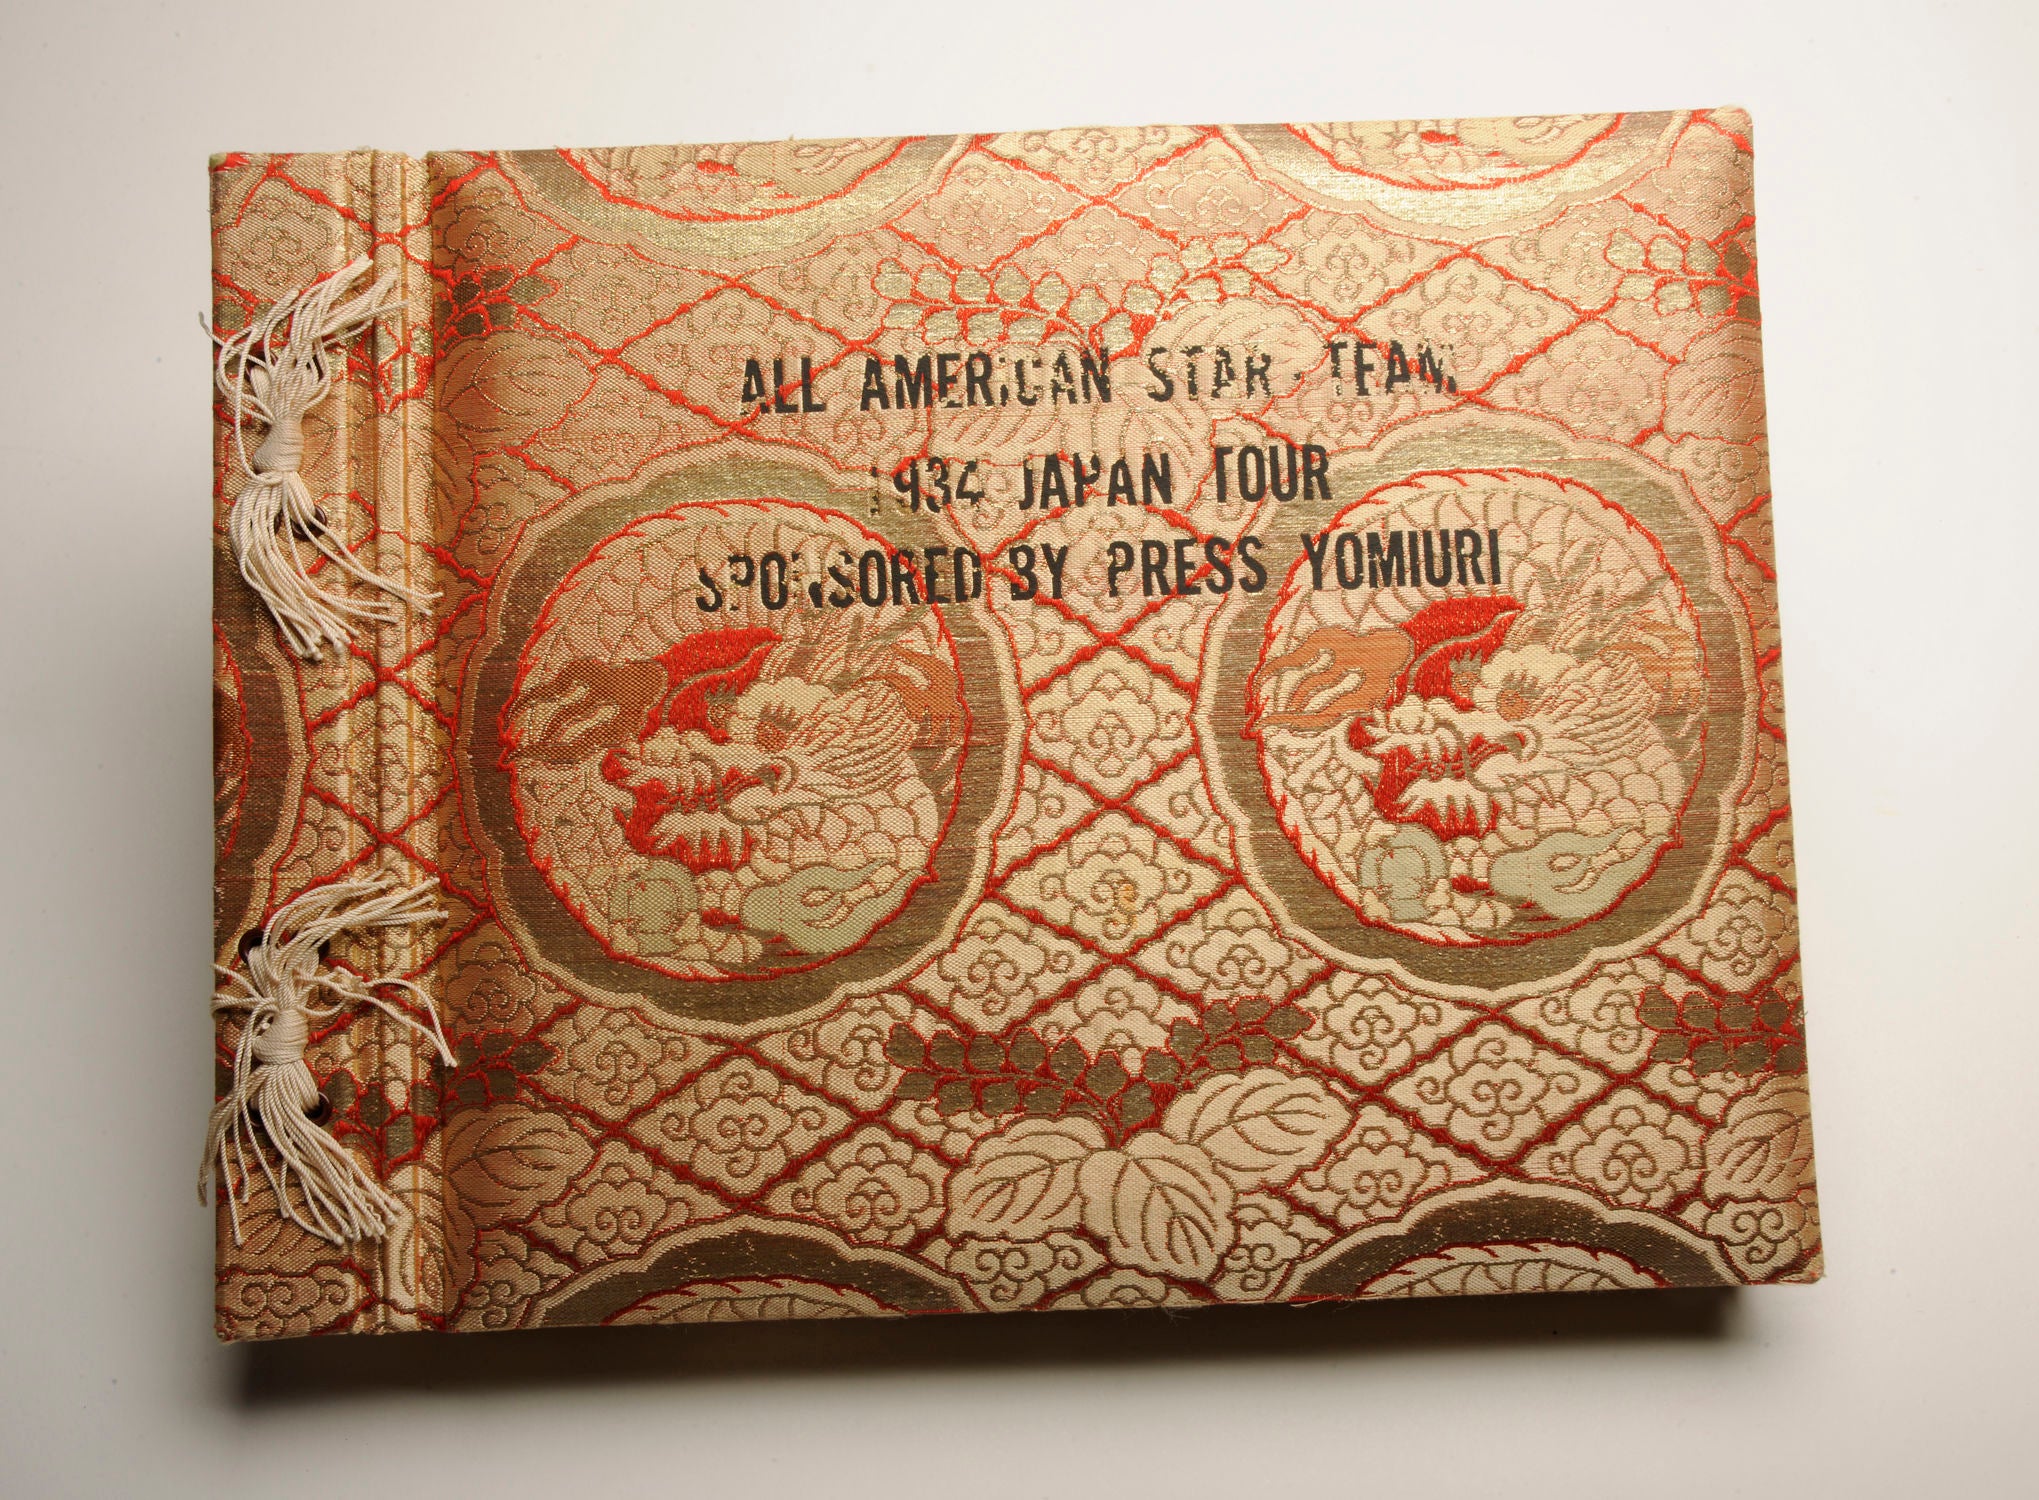 ALL AMERICAN STAR TEAM
1934 JAPAN TOUR
SPONSORED BY PRESS YOMIURI